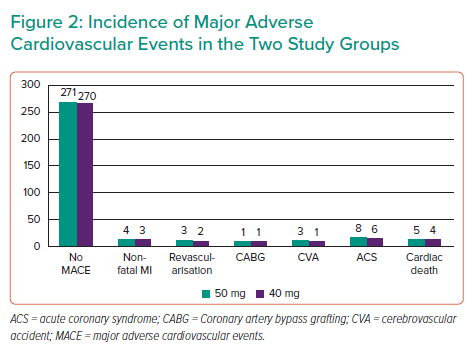 Figure 2: Incidence of Major Adverse
Cardiovascular Events in the Two Study Groups
300
250
200
150
100
50
0
271 270
4 3
3 2
1 1
3 1
8 6
5 4
No
MACE
Non-
fatal MI
Revascul-
arisation
CABG
CVA
ACS
Cardiac
death
50 mg 40 mg
ACS = acute coronary syndrome; CABG = Coronary artery bypass grafting; CVA = cerebrovascular
accident; MACE = major adverse cardiovascular events.